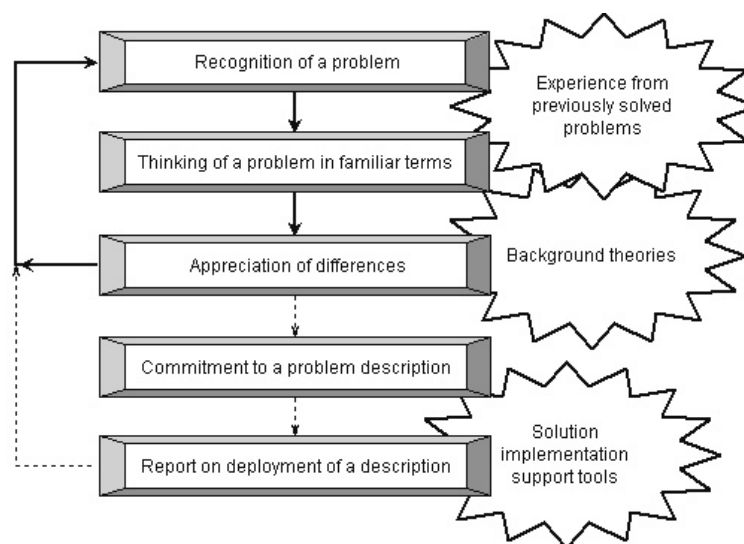 Recognition of a problem
Experience from
previously solved
problems
Thinking of a problem in familiar terms
Appreciation of differences
Background theories
Commitment to a problem description
Solution
implementation
support tools
Report on deployment of a description